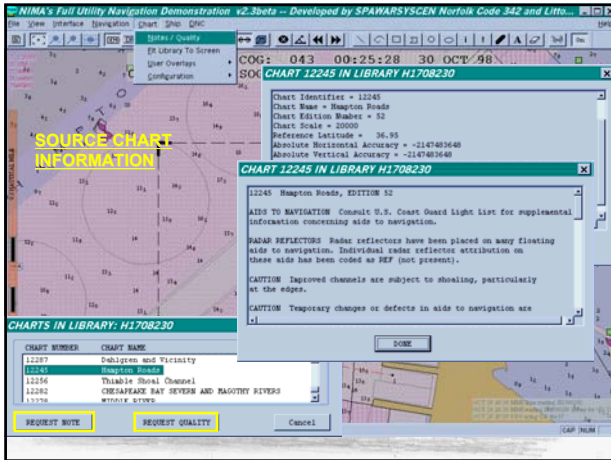 NIMA's Full Utility Navigation Demonstration v2.3beta -- Developed by SPAWARSYSCEN Norfolk Code 342 and Litto...
File View Interface Navigation Chart Ship DNC Help
Notes / Quality
Fit Library To Screen
User Overlays
Configuration
COG: 043 00:25:28 30 OCT 98
SOG
SOURCE CHART
INFORMATION
CHART 12245 IN LIBRARY H1708230
Chart Identifier = 12245
Chart Name = Hampton Roads
Chart Edition Number = 52
Chart Scale = 20000
Reference Latitude = 36.95
Absolute Horizontal Accuracy = -2147483648
Absolute Vertical Accuracy = -2147483648
CHART 12245 IN LIBRARY H1708230
12245 Hampton Roads, EDITION 52
AIDS TO NAVIGATION Consult U.S. Coast Guard Light List for supplemental
information concerning aids to navigation.
RADAR REFLECTORS Radar reflectors have been placed on many floating
aids to navigation. Individual radar reflector attribution on
these aids has been coded as REF (not present).
CAUTION Improved channels are subject to shoaling, particularly
at the edges.
CAUTION Temporary changes or defects in aids to navigation are
DONE
CHARTS IN LIBRARY: H1708230
CHART NUMBER CHART NAME
12287 Dahlgren and Vicinity
12245 Hampton Roads
12256 Thimble Shoal Channel
12282 CHESAPEAKE BAY SEVERN AND MAGOTHY RIVERS
12278 MIDDLE RIVER
REQUEST NOTE REQUEST QUALITY Cancel
CAP NUM